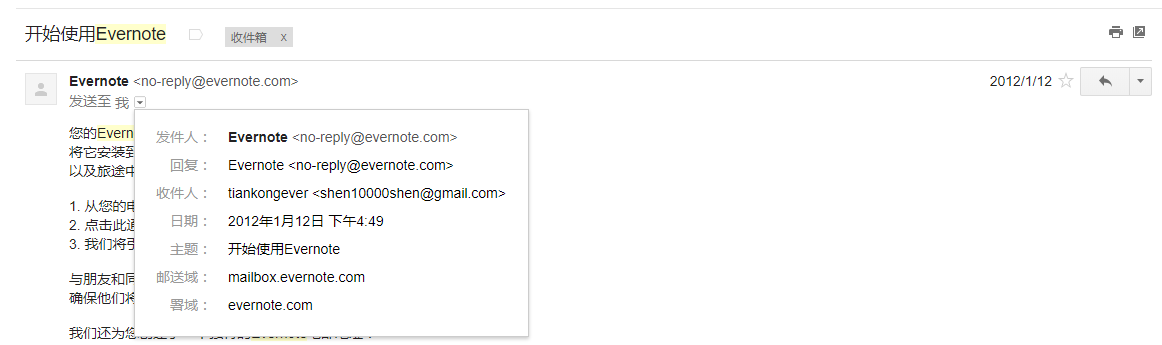 开始使用Evernote
收件箱 x
Evernote <no-reply@evernote.com>
2012/1/12
发送至 我
您的Evern
将它安装到
以及旅途中
1. 从您的电
2. 点击此通
3. 我们将引
与朋友和同
确保他们将
我们还为您
发件人： Evernote <no-reply@evernote.com>
回复： Evernote <no-reply@evernote.com>
收件人： tiankongever <shen10000shen@gmail.com>
日期： 2012年1月12日 下午4:49
主题： 开始使用Evernote
邮送域： mailbox.evernote.com
署域： evernote.com